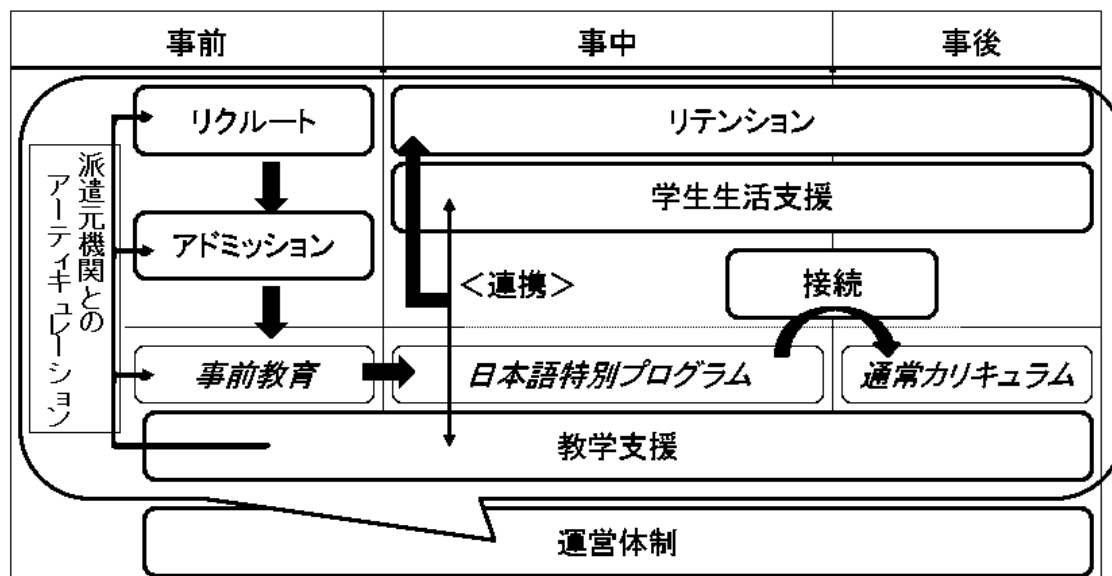 事前
事中
事後
派遣元機関との
アーティキュレーション
リクルート
リテンション
学生生活支援
アドミッション
＜連携＞
接続
事前教育
日本語特別プログラム
通常カリキュラム
教学支援
運営体制